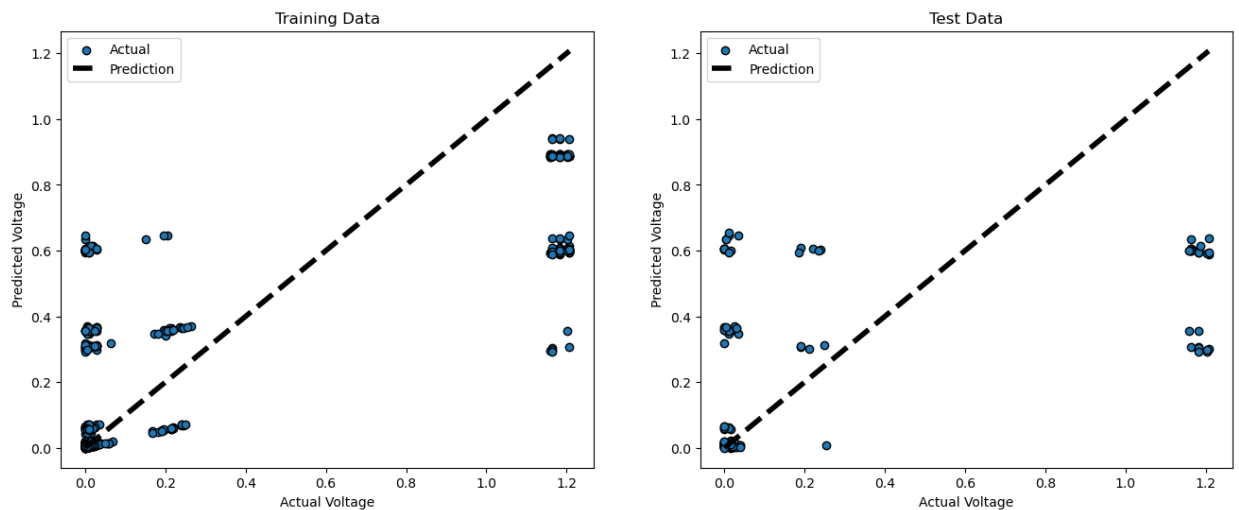 Training Data
Actual
Prediction
1.2
1.0
0.8
0.6
0.4
0.2
0.0
Predicted Voltage
0.0 0.2 0.4 0.6 0.8 1.0 1.2
Actual Voltage
Test Data
Actual
Prediction
1.2
1.0
0.8
0.6
0.4
0.2
0.0
Predicted Voltage
0.0 0.2 0.4 0.6 0.8 1.0 1.2
Actual Voltage